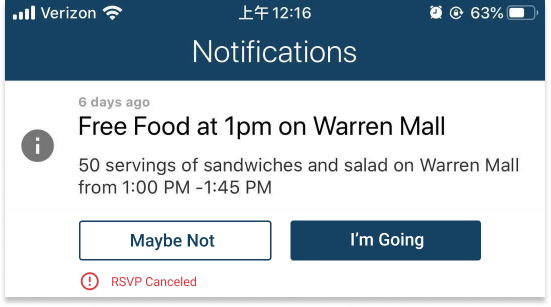 Verizon 上午12:16 63%
Notifications
6 days ago
Free Food at 1pm on Warren Mall
50 servings of sandwiches and salad on Warren Mall
from 1:00 PM -1:45 PM
Maybe Not I'm Going
RSVP Canceled